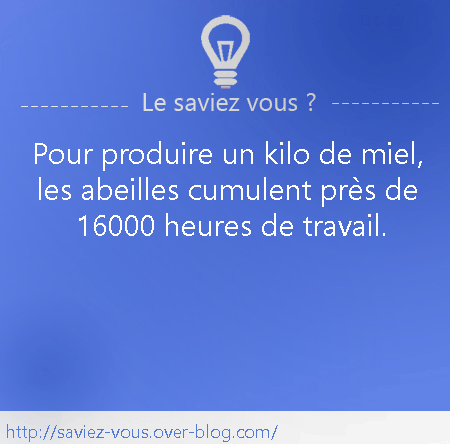 Le saviez vous ?
Pour produire un kilo de miel,
les abeilles cumulent près de
16000 heures de travail.
http://saviez-vous.over-blog.com/